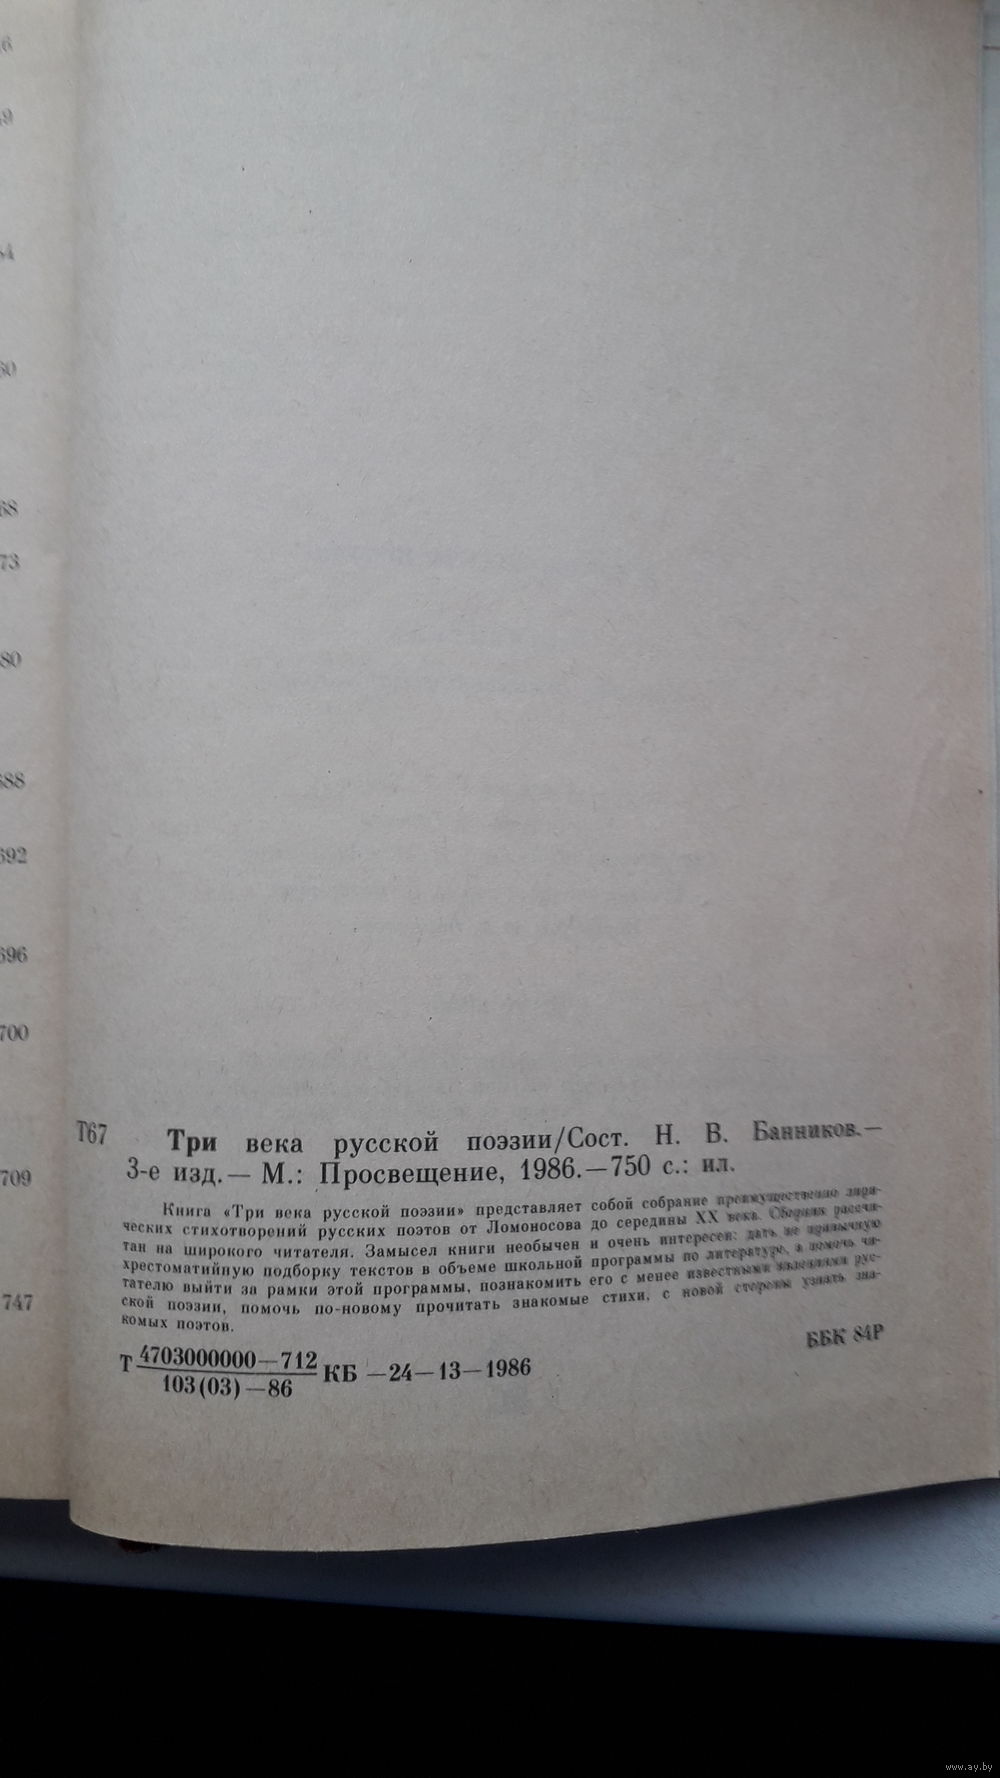 6
9
4
60
68
73
80
688
692
696
700
709
747
Т67 Три века русской поэзии/Сост. Н. В. Банников.—
3-е изд.— М.: Просвещение, 1986.—750 с.: ил.
Книга «Три века русской поэзии» представляет собой собрание преимущественно лири-
ческих стихотворений русских поэтов от Ломоносова до середины XX века. Сборник рассчи-
тан на широкого читателя. Замысел книги необычен и очень интересен: дать не привычную
хрестоматийную подборку текстов в объеме школьной программы по литературе, а помочь чи-
тателю выйти за рамки этой программы, познакомить его с менее известными явлениями рус-
ской поэзии, помочь по-новому прочитать знакомые стихи, с новой стороны узнать зна-
комых поэтов.
Т 4703000000—712 КБ —24—13—1986
103(03)—86
ББК 84Р
www.ay.by